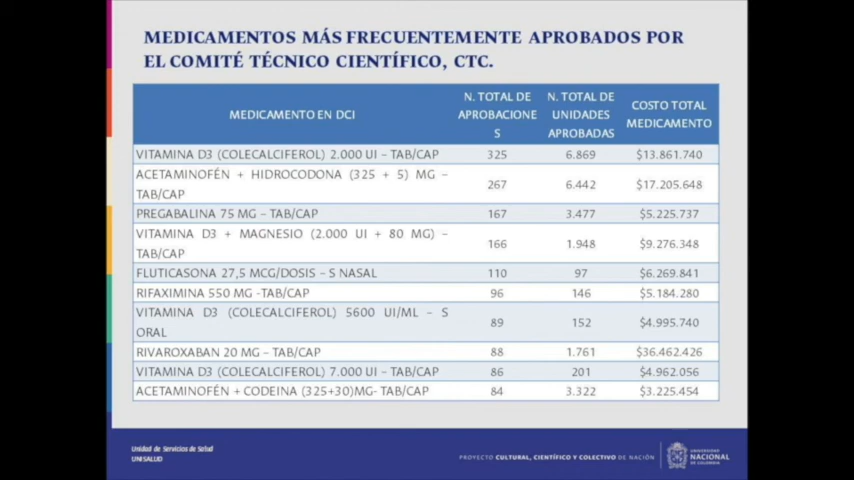 MEDICAMENTOS MÁS FRECUENTEMENTE APROBADOS POR
EL COMITÉ TÉCNICO CIENTÍFICO, CTC.
MEDICAMENTO EN DCI
N. TOTAL DE
APROBACIONE
S
N. TOTAL DE
UNIDADES
APROBADAS
COSTO TOTAL
MEDICAMENTO
VITAMINA D3 (COLECALCIFEROL) 2.000 UI – TAB/CAP 325 6.869 $13.861.740
ACETAMINOFÉN + HIDROCODONA (325 + 5) MG –
TAB/CAP 267 6.442 $17.205.648
PREGABALINA 75 MG – TAB/CAP 167 3.477 $5.225.737
VITAMINA D3 + MAGNESIO (2.000 UI + 80 MG) –
TAB/CAP 166 1.948 $9.276.348
FLUTICASONA 27,5 MCG/DOSIS – S NASAL 110 97 $6.269.841
RIFAXIMINA 550 MG -TAB/CAP 96 146 $5.184.280
VITAMINA D3 (COLECALCIFEROL) 5600 UI/ML – S
ORAL 89 152 $4.995.740
RIVAROXABAN 20 MG – TAB/CAP 88 1.761 $36.462.426
VITAMINA D3 (COLECALCIFEROL) 7.000 UI – TAB/CAP 86 201 $4.962.056
ACETAMINOFÉN + CODEINA (325+30)MG- TAB/CAP 84 3.322 $3.225.454
Unidad de Servicios de Salud
UNISALUD
PROYECTO CULTURAL, CIENTÍFICO Y COLECTIVO DE NACIÓN
UNIVERSIDAD
NACIONAL
DE COLOMBIA